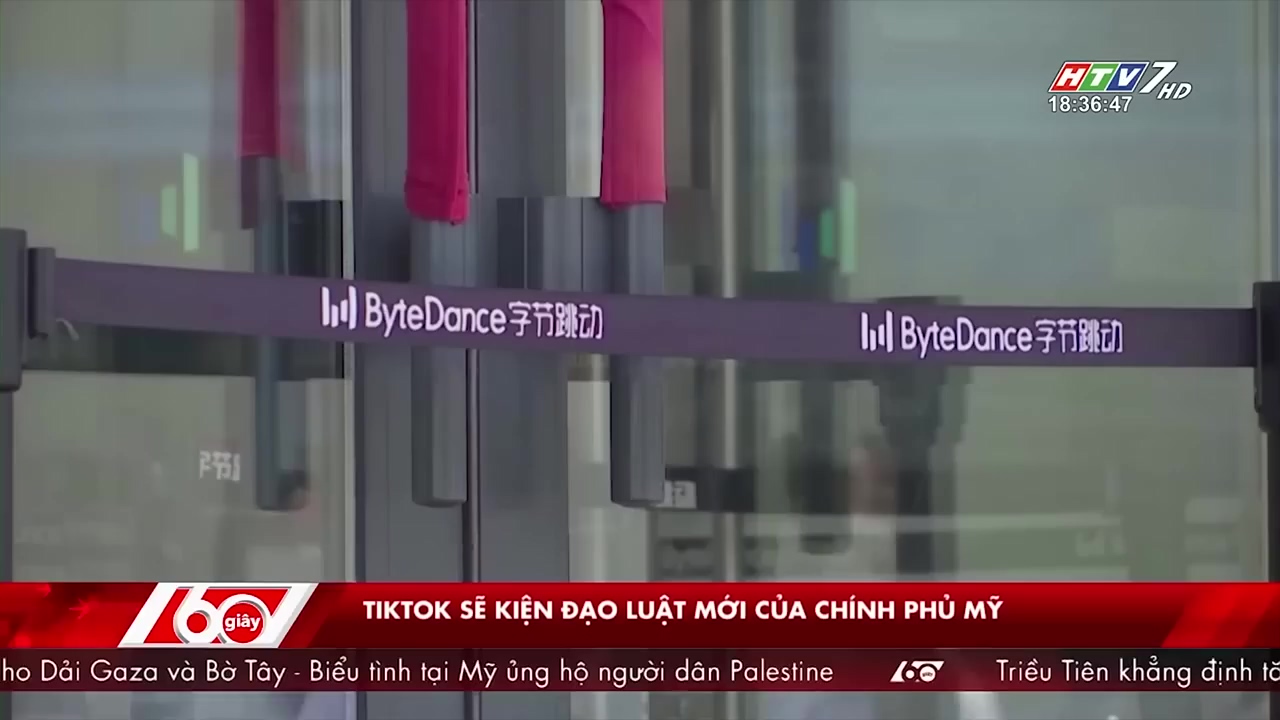 HTV7 HD
18:36:47
ByteDance字节跳动
ByteDance字节跳动
60 giây
TIKTOK SẼ KIỆN ĐẠO LUẬT MỚI CỦA CHÍNH PHỦ MỸ
ho Dải Gaza và Bờ Tây - Biểu tình tại Mỹ ủng hộ người dân Palestine 60 giây Triều Tiên khẳng định tă